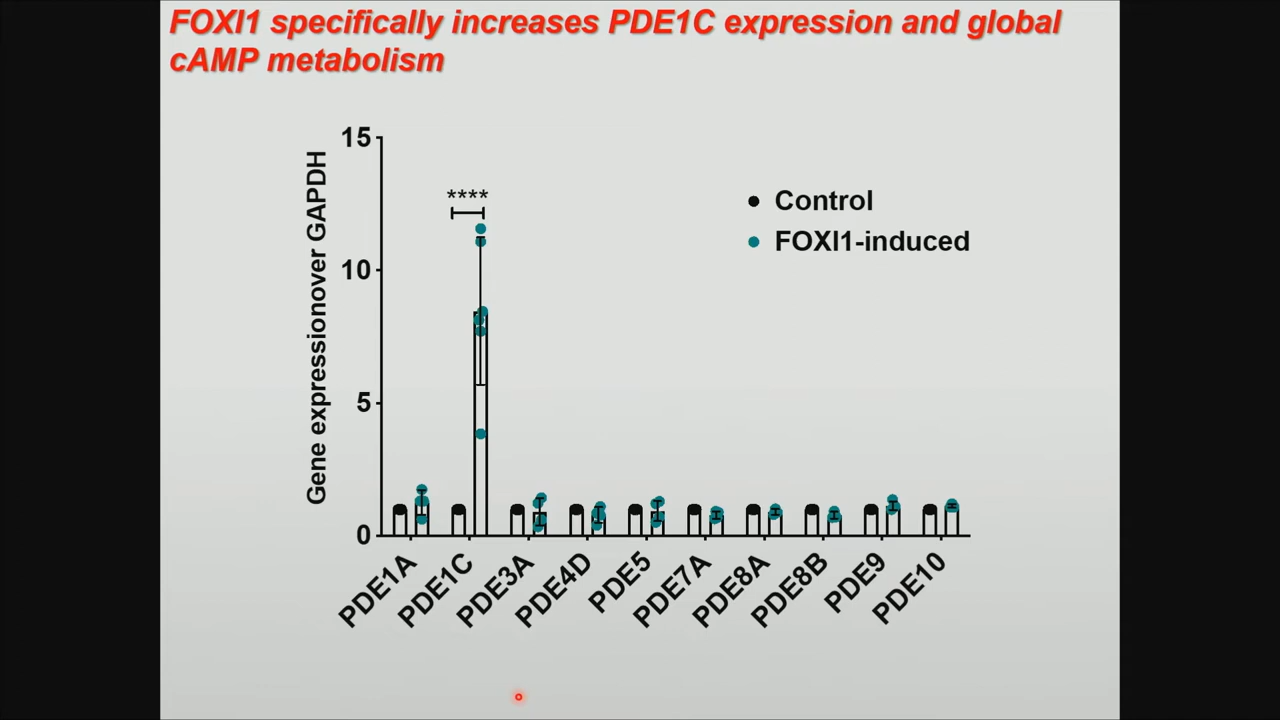 FOXI1 specifically increases PDE1C expression and global
cAMP metabolism
Gene expressionover GAPDH
15
10
5
0
****
Control
FOXI1-induced
PDE1A
PDE1C
PDE3A
PDE4D
PDE5
PDE7A
PDE8A
PDE8B
PDE9
PDE10